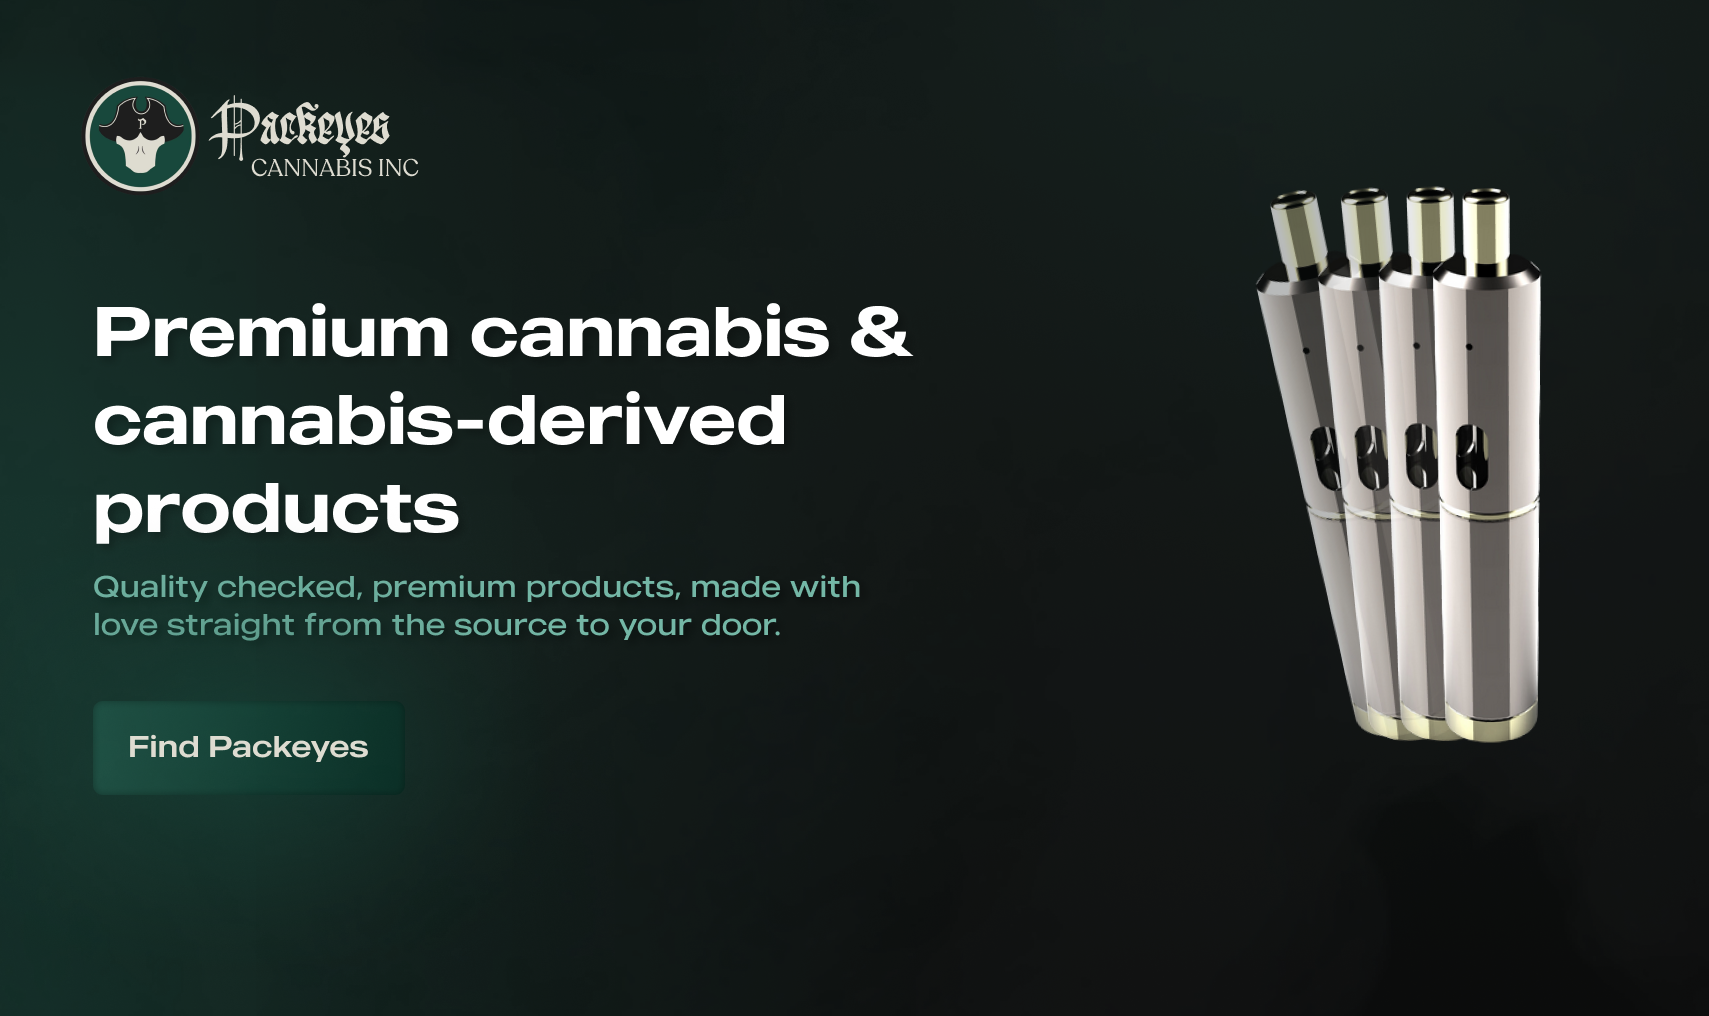 P
Packeyes
CANNABIS INC
Premium cannabis &
cannabis-derived
products
Quality checked, premium products, made with
love straight from the source to your door.
Find Packeyes